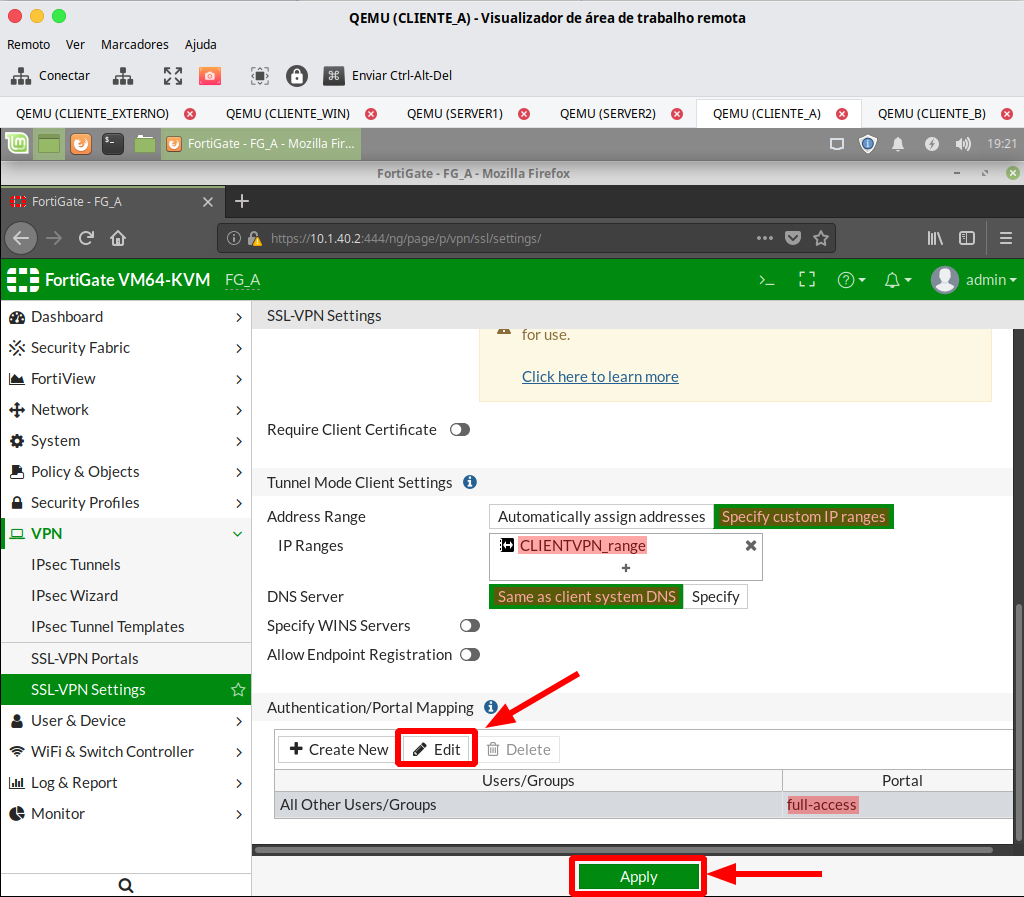 QEMU (CLIENTE_A) - Visualizador de área de trabalho remota
Remoto Ver Marcadores Ajuda
Conectar Enviar Ctrl-Alt-Del
QEMU (CLIENTE_EXTERNO) QEMU (CLIENTE_WIN) QEMU (SERVER1) QEMU (SERVER2) QEMU (CLIENTE_A) QEMU (CLIENTE_B)
FortiGate - FG_A - Mozilla Fir... 19:21
FortiGate - FG_A - Mozilla Firefox
FortiGate - FG_A
https://10.1.40.2:444/ng/page/p/vpn/ssl/settings/
FortiGate VM64-KVM FG_A admin
Dashboard
Security Fabric
FortiView
Network
System
Policy & Objects
Security Profiles
VPN
IPsec Tunnels
IPsec Wizard
IPsec Tunnel Templates
SSL-VPN Portals
SSL-VPN Settings
User & Device
WiFi & Switch Controller
Log & Report
Monitor
SSL-VPN Settings
for use.
Click here to learn more
Require Client Certificate
Tunnel Mode Client Settings
Address Range Automatically assign addresses Specify custom IP ranges
IP Ranges CLIENTVPN_range
DNS Server Same as client system DNS Specify
Specify WINS Servers
Allow Endpoint Registration
Authentication/Portal Mapping
Create New Edit Delete
Users/Groups Portal
All Other Users/Groups full-access
Apply